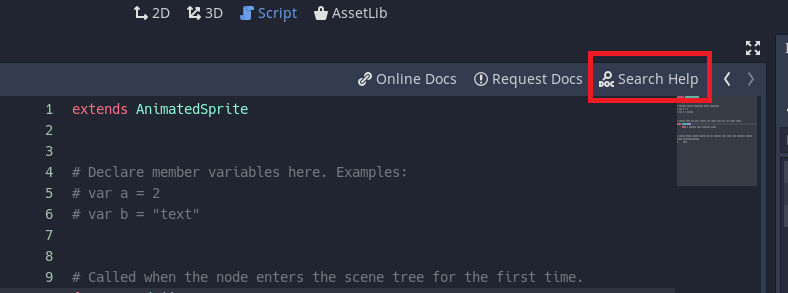 2D 3D Script AssetLib
Online Docs Request Docs DOC Search Help
1 extends AnimatedSprite
2
3
4 # Declare member variables here. Examples:
5 # var a = 2
6 # var b = "text"
7
8
9 # Called when the node enters the scene tree for the first time.